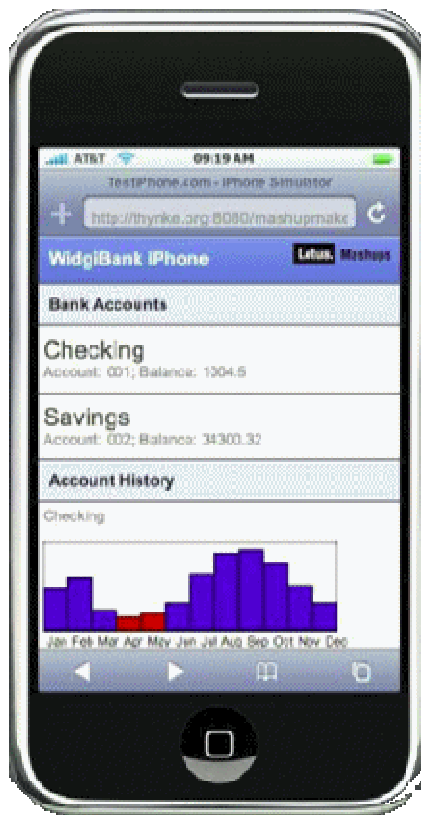 AT&T 09:19 AM
TestiPhone.com - iPhone Simulator
http://thynke.org:8080/mashupmake
WidgiBank iPhone Lotus. Mashups
Bank Accounts
Checking
Account: 001; Balance: 1004.5
Savings
Account: 002; Balance: 34300.32
Account History
Checking
Jan Feb Mar Apr May Jun Jul Aug Sep Oct Nov Dec